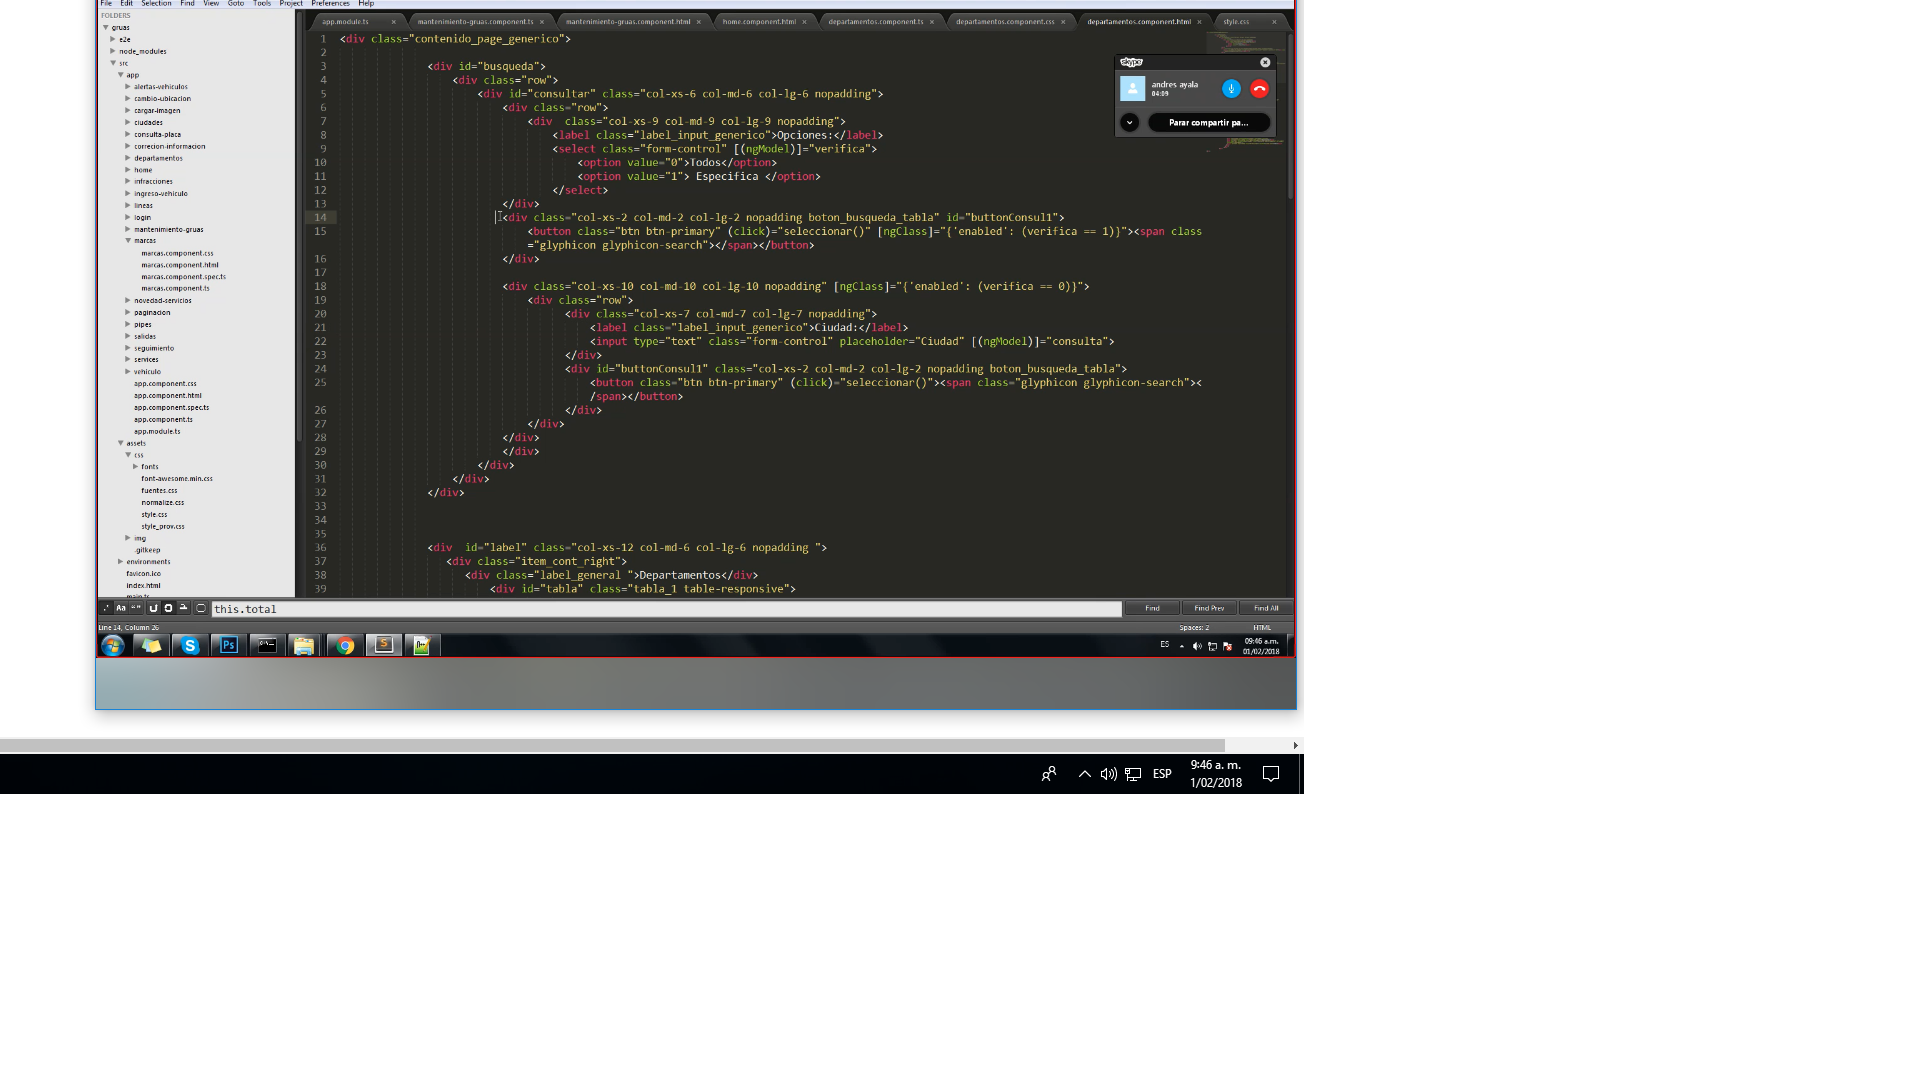 File Edit Selection Find View Goto Tools Project Preferences Help
FOLDERS
gruas
e2e
node_modules
src
app
alertas-vehiculos
cambio-ubicacion
cargar-imagen
ciudades
consulta-placa
correcion-informacion
departamentos
home
infracciones
ingreso-vehiculo
lineas
login
mantenimiento-gruas
marcas
marcas.component.css
marcas.component.html
marcas.component.spec.ts
marcas.component.ts
novedad-servicios
paginacion
pipes
salidas
seguimiento
services
vehiculo
app.component.css
app.component.html
app.component.spec.ts
app.component.ts
app.module.ts
assets
css
fonts
font-awesome.min.css
fuentes.css
normalize.css
style.css
style_prov.css
img
.gitkeep
environments
favicon.ico
index.html
main.ts
app.module.ts mantenimiento-gruas.component.ts mantenimiento-gruas.component.html home.component.html departamentos.component.ts departamentos.component.css departamentos.component.html style.css
1 <div class="contenido_page_generico">
2
3 <div id="busqueda">
4 <div class="row">
5 <div id="consultar" class="col-xs-6 col-md-6 col-lg-6 nopadding">
6 <div class="row">
7 <div  class="col-xs-9 col-md-9 col-lg-9 nopadding">
8 <label class="label_input_generico">Opciones:</label>
9 <select class="form-control" [(ngModel)]="verifica">
10 <option value="0">Todos</option>
11 <option value="1"> Especifica </option>
12 </select>
13 </div>
14 <div class="col-xs-2 col-md-2 col-lg-2 nopadding boton_busqueda_tabla" id="buttonConsul1">
15 <button class="btn btn-primary" (click)="seleccionar()" [ngClass]="{'enabled': (verifica == 1)}"><span class
="glyphicon glyphicon-search"></span></button>
16 </div>
17
18 <div class="col-xs-10 col-md-10 col-lg-10 nopadding" [ngClass]="{'enabled': (verifica == 0)}">
19 <div class="row">
20 <div class="col-xs-7 col-md-7 col-lg-7 nopadding">
21 <label class="label_input_generico">Ciudad:</label>
22 <input type="text" class="form-control" placeholder="Ciudad" [(ngModel)]="consulta">
23 </div>
24 <div id="buttonConsul1" class="col-xs-2 col-md-2 col-lg-2 nopadding boton_busqueda_tabla">
25 <button class="btn btn-primary" (click)="seleccionar()"><span class="glyphicon glyphicon-search"><
/span></button>
26 </div>
27 </div>
28 </div>
29 </div>
30 </div>
31 </div>
32 </div>
33
34
35
36 <div  id="label" class="col-xs-12 col-md-6 col-lg-6 nopadding ">
37 <div class="item_cont_right">
38 <div class="label_general ">Departamentos</div>
39 <div id="tabla" class="tabla_1 table-responsive">
skype
andres ayala
04:09
Parar compartir pa...
.* Aa “”
this.total
Find Find Prev Find All
Line 14, Column 26 Spaces: 2 HTML
Ps
ES
09:46 a.m.
01/02/2018
ESP
9:46 a. m.
1/02/2018